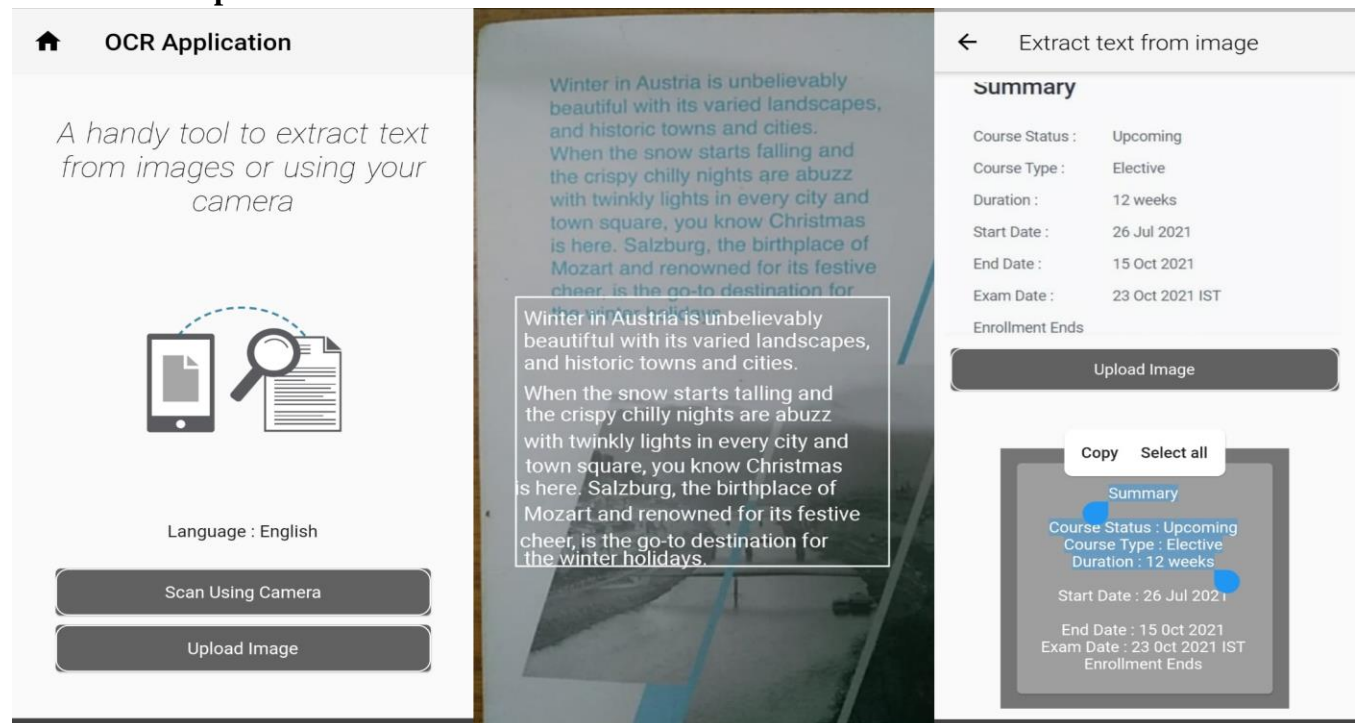 OCR Application
A handy tool to extract text
from images or using your
camera
Language : English
Scan Using Camera
Upload Image
Winter in Austria is unbelievably
beautiful with its varied landscapes,
and historic towns and cities.
When the snow starts falling and
the crispy chilly nights are abuzz
with twinkly lights in every city and
town square, you know Christmas
is here. Salzburg, the birthplace of
Mozart and renowned for its festive
cheer, is the go-to destination for
the winter holidays.
Winter in Austria is unbelievably
beautiftul with its varied landscapes,
and historic towns and cities.
When the snow starts talling and
the crispy chilly nights are abuzz
with twinkly lights in every city and
town square, you know Christmas
is here. Salzburg, the birthplace of
Mozart and renowned for its festive
cheer, is the go-to destination for
the winter holidays.
Extract text from image
Summary
Course Status : Upcoming
Course Type : Elective
Duration : 12 weeks
Start Date : 26 Jul 2021
End Date : 15 Oct 2021
Exam Date : 23 Oct 2021 IST
Enrollment Ends
Upload Image
Copy Select all
Summary
Course Status : Upcoming
Course Type : Elective
Duration : 12 weeks
Start Date : 26 Jul 2021
End Date : 15 0ct 2021
Exam Date : 23 0ct 2021 IST
Enrollment Ends